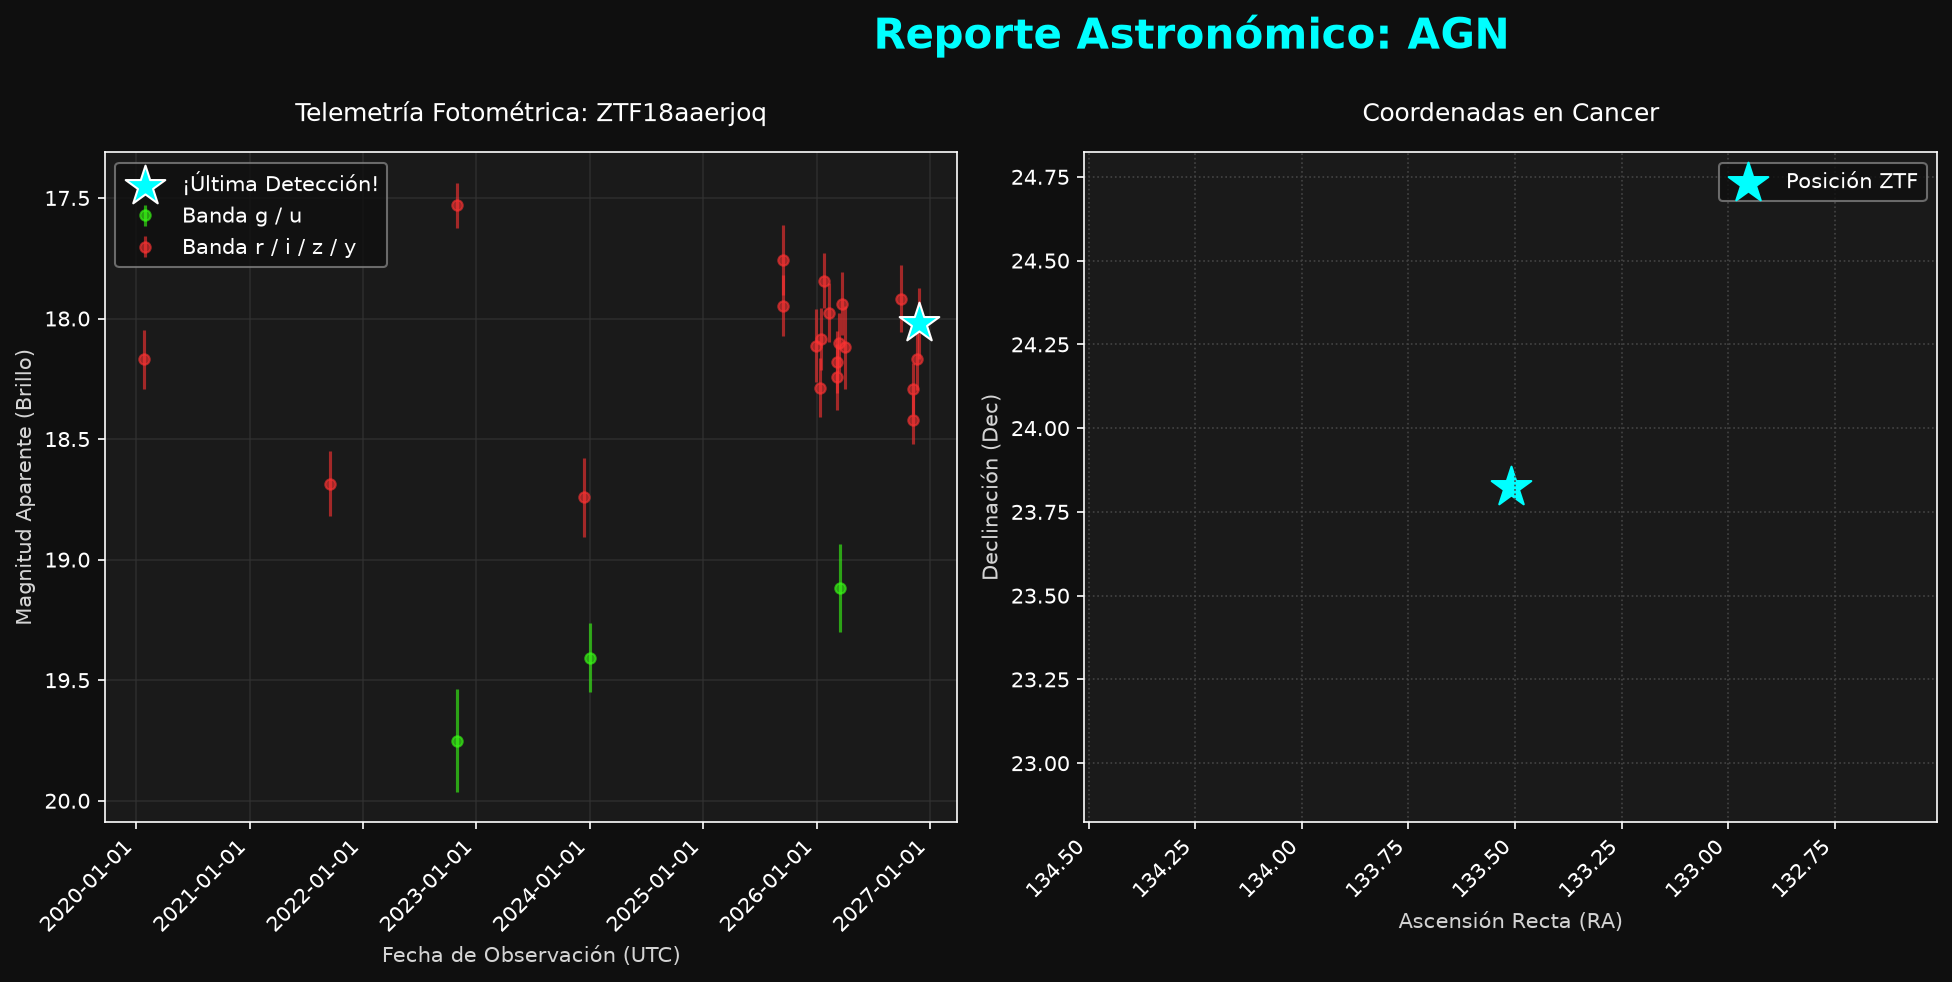 Reporte Astronómico: AGN
Telemetría Fotométrica: ZTF18aaerjoq
¡Última Detección!
Banda g / u
Banda r / i / z / y
Magnitud Aparente (Brillo)
17.5
18.0
18.5
19.0
19.5
20.0
2020-01-01
2021-01-01
2022-01-01
2023-01-01
2024-01-01
2025-01-01
2026-01-01
2027-01-01
Fecha de Observación (UTC)
Coordenadas en Cancer
Posición ZTF
Declinación (Dec)
24.75
24.50
24.25
24.00
23.75
23.50
23.25
23.00
134.50
134.25
134.00
133.75
133.50
133.25
133.00
132.75
Ascensión Recta (RA)